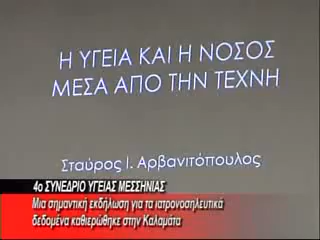 Η ΥΓΕΙΑ ΚΑΙ Η ΝΟΣΟΣ
ΜΕΣΑ ΑΠΟ ΤΗΝ ΤΕΧΝΗ
Σταύρος Ι. Αρβανιτόπουλος
4ο ΣΥΝΕΔΡΙΟ ΥΓΕΙΑΣ ΜΕΣΣΗΝΙΑΣ
Μια σημαντική εκδήλωση για τα ιατρονοσηλευτικά
δεδομένα καθιερώθηκε στην Καλαμάτα